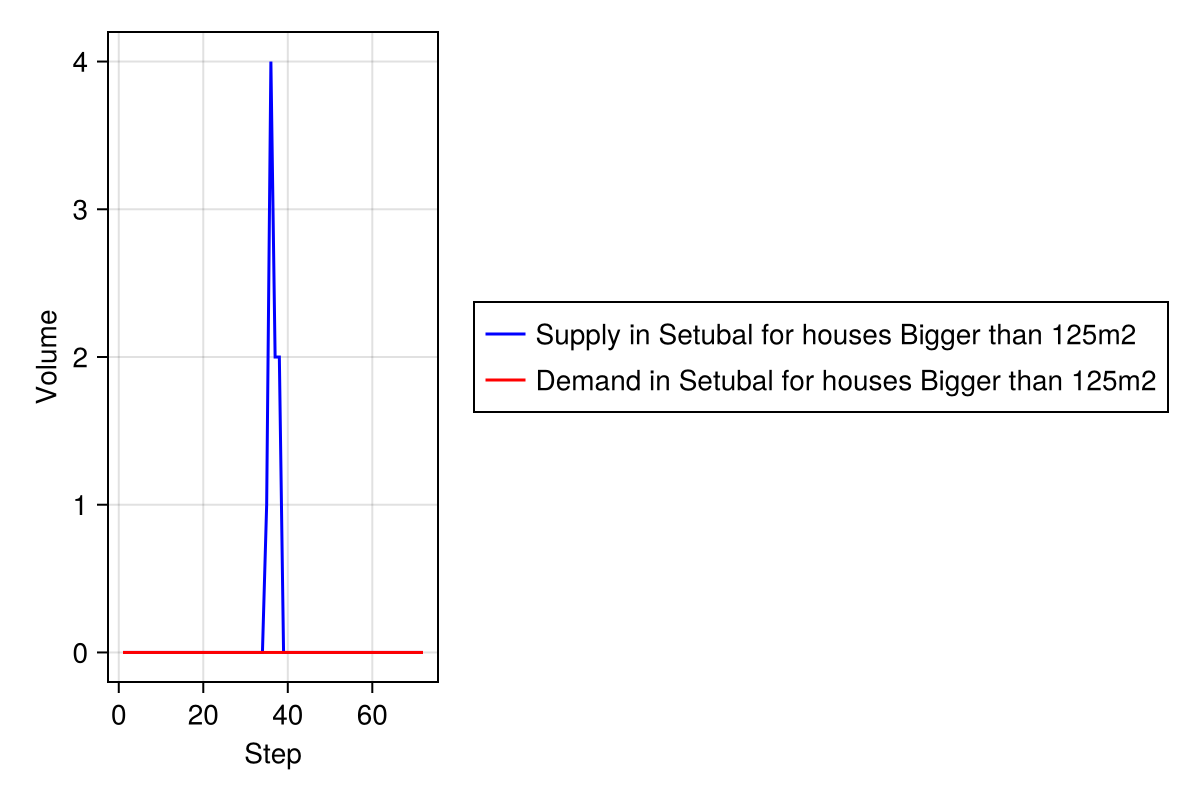 4
3
2
1
0
Volume
0 20 40 60
Step
Supply in Setubal for houses Bigger than 125m2
Demand in Setubal for houses Bigger than 125m2